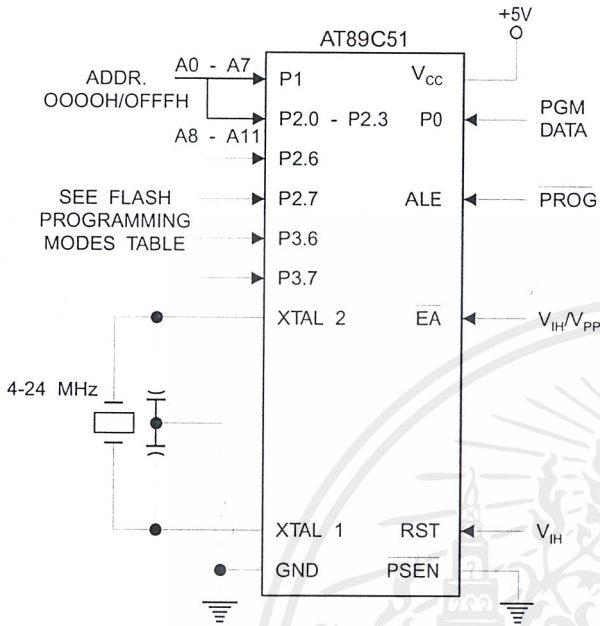 +5V
AT89C51
A0 - A7
ADDR.
OOOOH/OFFFH
P1
VCC
P2.0 - P2.3
P0
PGM
DATA
A8 - A11
P2.6
SEE FLASH
PROGRAMMING
MODES TABLE
P2.7
ALE
PROG
P3.6
P3.7
XTAL 2
EA
VIH/VPP
4-24 MHz
XTAL 1
RST
VIH
GND
PSEN